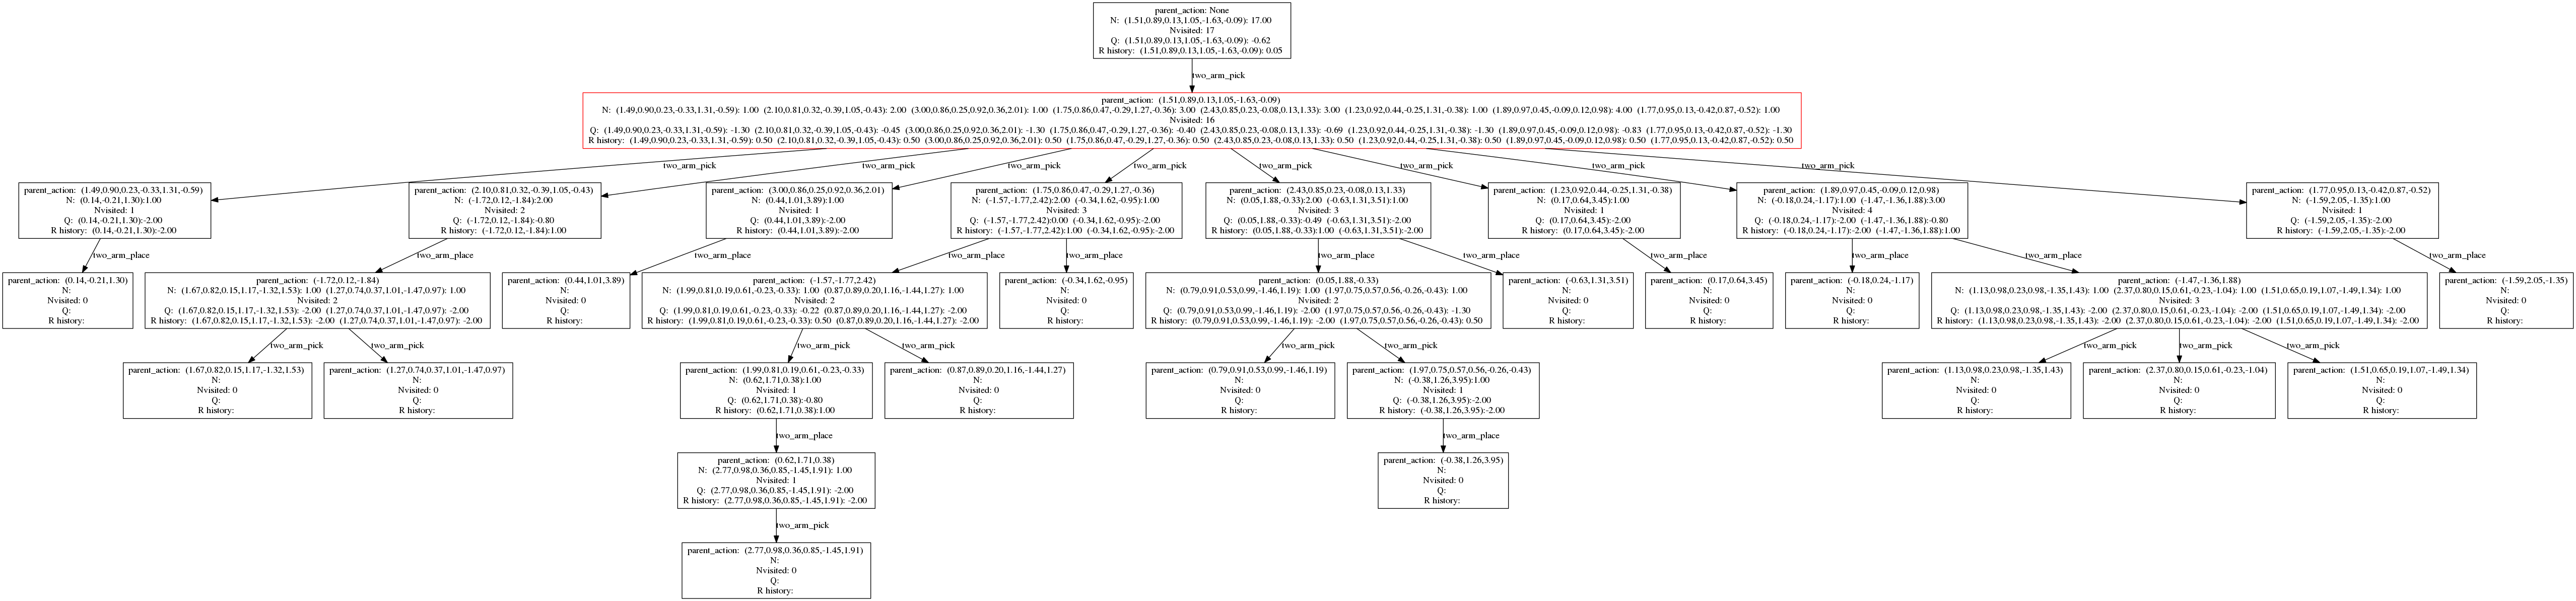 parent_action: None
N: (1.51,0.89,0.13,1.05,-1.63,-0.09): 17.00
Nvisited: 17
Q: (1.51,0.89,0.13,1.05,-1.63,-0.09): -0.62
R history: (1.51,0.89,0.13,1.05,-1.63,-0.09): 0.05
two_arm_pick
parent_action: (1.51,0.89,0.13,1.05,-1.63,-0.09)
N: (1.49,0.90,0.23,-0.33,1.31,-0.59): 1.00 (2.10,0.81,0.32,-0.39,1.05,-0.43): 2.00 (3.00,0.86,0.25,0.92,0.36,2.01): 1.00 (1.75,0.86,0.47,-0.29,1.27,-0.36): 3.00 (2.43,0.85,0.23,-0.08,0.13,1.33): 3.00 (1.23,0.92,0.44,-0.25,1.31,-0.38): 1.00 (1.89,0.97,0.45,-0.09,0.12,0.98): 4.00 (1.77,0.95,0.13,-0.42,0.87,-0.52): 1.00
Nvisited: 16
Q: (1.49,0.90,0.23,-0.33,1.31,-0.59): -1.30 (2.10,0.81,0.32,-0.39,1.05,-0.43): -0.45 (3.00,0.86,0.25,0.92,0.36,2.01): -1.30 (1.75,0.86,0.47,-0.29,1.27,-0.36): -0.40 (2.43,0.85,0.23,-0.08,0.13,1.33): -0.69 (1.23,0.92,0.44,-0.25,1.31,-0.38): -1.30 (1.89,0.97,0.45,-0.09,0.12,0.98): -0.83 (1.77,0.95,0.13,-0.42,0.87,-0.52): -1.30
R history: (1.49,0.90,0.23,-0.33,1.31,-0.59): 0.50 (2.10,0.81,0.32,-0.39,1.05,-0.43): 0.50 (3.00,0.86,0.25,0.92,0.36,2.01): 0.50 (1.75,0.86,0.47,-0.29,1.27,-0.36): 0.50 (2.43,0.85,0.23,-0.08,0.13,1.33): 0.50 (1.23,0.92,0.44,-0.25,1.31,-0.38): 0.50 (1.89,0.97,0.45,-0.09,0.12,0.98): 0.50 (1.77,0.95,0.13,-0.42,0.87,-0.52): 0.50
two_arm_pick
two_arm_pick
two_arm_pick
two_arm_pick
two_arm_pick
two_arm_pick
two_arm_pick
two_arm_pick
parent_action: (1.49,0.90,0.23,-0.33,1.31,-0.59)
N: (0.14,-0.21,1.30):1.00
Nvisited: 1
Q: (0.14,-0.21,1.30):-2.00
R history: (0.14,-0.21,1.30):-2.00
parent_action: (2.10,0.81,0.32,-0.39,1.05,-0.43)
N: (-1.72,0.12,-1.84):2.00
Nvisited: 2
Q: (-1.72,0.12,-1.84):-0.80
R history: (-1.72,0.12,-1.84):1.00
parent_action: (3.00,0.86,0.25,0.92,0.36,2.01)
N: (0.44,1.01,3.89):1.00
Nvisited: 1
Q: (0.44,1.01,3.89):-2.00
R history: (0.44,1.01,3.89):-2.00
parent_action: (1.75,0.86,0.47,-0.29,1.27,-0.36)
N: (-1.57,-1.77,2.42):2.00 (-0.34,1.62,-0.95):1.00
Nvisited: 3
Q: (-1.57,-1.77,2.42):0.00 (-0.34,1.62,-0.95):-2.00
R history: (-1.57,-1.77,2.42):1.00 (-0.34,1.62,-0.95):-2.00
parent_action: (2.43,0.85,0.23,-0.08,0.13,1.33)
N: (0.05,1.88,-0.33):2.00 (-0.63,1.31,3.51):1.00
Nvisited: 3
Q: (0.05,1.88,-0.33):-0.49 (-0.63,1.31,3.51):-2.00
R history: (0.05,1.88,-0.33):1.00 (-0.63,1.31,3.51):-2.00
parent_action: (1.23,0.92,0.44,-0.25,1.31,-0.38)
N: (0.17,0.64,3.45):1.00
Nvisited: 1
Q: (0.17,0.64,3.45):-2.00
R history: (0.17,0.64,3.45):-2.00
parent_action: (1.89,0.97,0.45,-0.09,0.12,0.98)
N: (-0.18,0.24,-1.17):1.00 (-1.47,-1.36,1.88):3.00
Nvisited: 4
Q: (-0.18,0.24,-1.17):-2.00 (-1.47,-1.36,1.88):-0.80
R history: (-0.18,0.24,-1.17):-2.00 (-1.47,-1.36,1.88):1.00
parent_action: (1.77,0.95,0.13,-0.42,0.87,-0.52)
N: (-1.59,2.05,-1.35):1.00
Nvisited: 1
Q: (-1.59,2.05,-1.35):-2.00
R history: (-1.59,2.05,-1.35):-2.00
two_arm_place
two_arm_place
two_arm_place
two_arm_place
two_arm_place
two_arm_place
two_arm_place
two_arm_place
two_arm_place
two_arm_place
two_arm_place
parent_action: (0.14,-0.21,1.30)
N:
Nvisited: 0
Q:
R history:
parent_action: (-1.72,0.12,-1.84)
N: (1.67,0.82,0.15,1.17,-1.32,1.53): 1.00 (1.27,0.74,0.37,1.01,-1.47,0.97): 1.00
Nvisited: 2
Q: (1.67,0.82,0.15,1.17,-1.32,1.53): -2.00 (1.27,0.74,0.37,1.01,-1.47,0.97): -2.00
R history: (1.67,0.82,0.15,1.17,-1.32,1.53): -2.00 (1.27,0.74,0.37,1.01,-1.47,0.97): -2.00
parent_action: (0.44,1.01,3.89)
N:
Nvisited: 0
Q:
R history:
parent_action: (-1.57,-1.77,2.42)
N: (1.99,0.81,0.19,0.61,-0.23,-0.33): 1.00 (0.87,0.89,0.20,1.16,-1.44,1.27): 1.00
Nvisited: 2
Q: (1.99,0.81,0.19,0.61,-0.23,-0.33): -0.22 (0.87,0.89,0.20,1.16,-1.44,1.27): -2.00
R history: (1.99,0.81,0.19,0.61,-0.23,-0.33): 0.50 (0.87,0.89,0.20,1.16,-1.44,1.27): -2.00
parent_action: (-0.34,1.62,-0.95)
N:
Nvisited: 0
Q:
R history:
parent_action: (0.05,1.88,-0.33)
N: (0.79,0.91,0.53,0.99,-1.46,1.19): 1.00 (1.97,0.75,0.57,0.56,-0.26,-0.43): 1.00
Nvisited: 2
Q: (0.79,0.91,0.53,0.99,-1.46,1.19): -2.00 (1.97,0.75,0.57,0.56,-0.26,-0.43): -1.30
R history: (0.79,0.91,0.53,0.99,-1.46,1.19): -2.00 (1.97,0.75,0.57,0.56,-0.26,-0.43): 0.50
parent_action: (-0.63,1.31,3.51)
N:
Nvisited: 0
Q:
R history:
parent_action: (0.17,0.64,3.45)
N:
Nvisited: 0
Q:
R history:
parent_action: (-0.18,0.24,-1.17)
N:
Nvisited: 0
Q:
R history:
parent_action: (-1.47,-1.36,1.88)
N: (1.13,0.98,0.23,0.98,-1.35,1.43): 1.00 (2.37,0.80,0.15,0.61,-0.23,-1.04): 1.00 (1.51,0.65,0.19,1.07,-1.49,1.34): 1.00
Nvisited: 3
Q: (1.13,0.98,0.23,0.98,-1.35,1.43): -2.00 (2.37,0.80,0.15,0.61,-0.23,-1.04): -2.00 (1.51,0.65,0.19,1.07,-1.49,1.34): -2.00
R history: (1.13,0.98,0.23,0.98,-1.35,1.43): -2.00 (2.37,0.80,0.15,0.61,-0.23,-1.04): -2.00 (1.51,0.65,0.19,1.07,-1.49,1.34): -2.00
parent_action: (-1.59,2.05,-1.35)
N:
Nvisited: 0
Q:
R history:
two_arm_pick
two_arm_pick
two_arm_pick
two_arm_pick
two_arm_pick
two_arm_pick
two_arm_pick
two_arm_pick
two_arm_pick
parent_action: (1.67,0.82,0.15,1.17,-1.32,1.53)
N:
Nvisited: 0
Q:
R history:
parent_action: (1.27,0.74,0.37,1.01,-1.47,0.97)
N:
Nvisited: 0
Q:
R history:
parent_action: (1.99,0.81,0.19,0.61,-0.23,-0.33)
N: (0.62,1.71,0.38):1.00
Nvisited: 1
Q: (0.62,1.71,0.38):-0.80
R history: (0.62,1.71,0.38):1.00
parent_action: (0.87,0.89,0.20,1.16,-1.44,1.27)
N:
Nvisited: 0
Q:
R history:
parent_action: (0.79,0.91,0.53,0.99,-1.46,1.19)
N:
Nvisited: 0
Q:
R history:
parent_action: (1.97,0.75,0.57,0.56,-0.26,-0.43)
N: (-0.38,1.26,3.95):1.00
Nvisited: 1
Q: (-0.38,1.26,3.95):-2.00
R history: (-0.38,1.26,3.95):-2.00
parent_action: (1.13,0.98,0.23,0.98,-1.35,1.43)
N:
Nvisited: 0
Q:
R history:
parent_action: (2.37,0.80,0.15,0.61,-0.23,-1.04)
N:
Nvisited: 0
Q:
R history:
parent_action: (1.51,0.65,0.19,1.07,-1.49,1.34)
N:
Nvisited: 0
Q:
R history:
two_arm_place
two_arm_place
parent_action: (0.62,1.71,0.38)
N: (2.77,0.98,0.36,0.85,-1.45,1.91): 1.00
Nvisited: 1
Q: (2.77,0.98,0.36,0.85,-1.45,1.91): -2.00
R history: (2.77,0.98,0.36,0.85,-1.45,1.91): -2.00
parent_action: (-0.38,1.26,3.95)
N:
Nvisited: 0
Q:
R history:
two_arm_pick
parent_action: (2.77,0.98,0.36,0.85,-1.45,1.91)
N:
Nvisited: 0
Q:
R history: